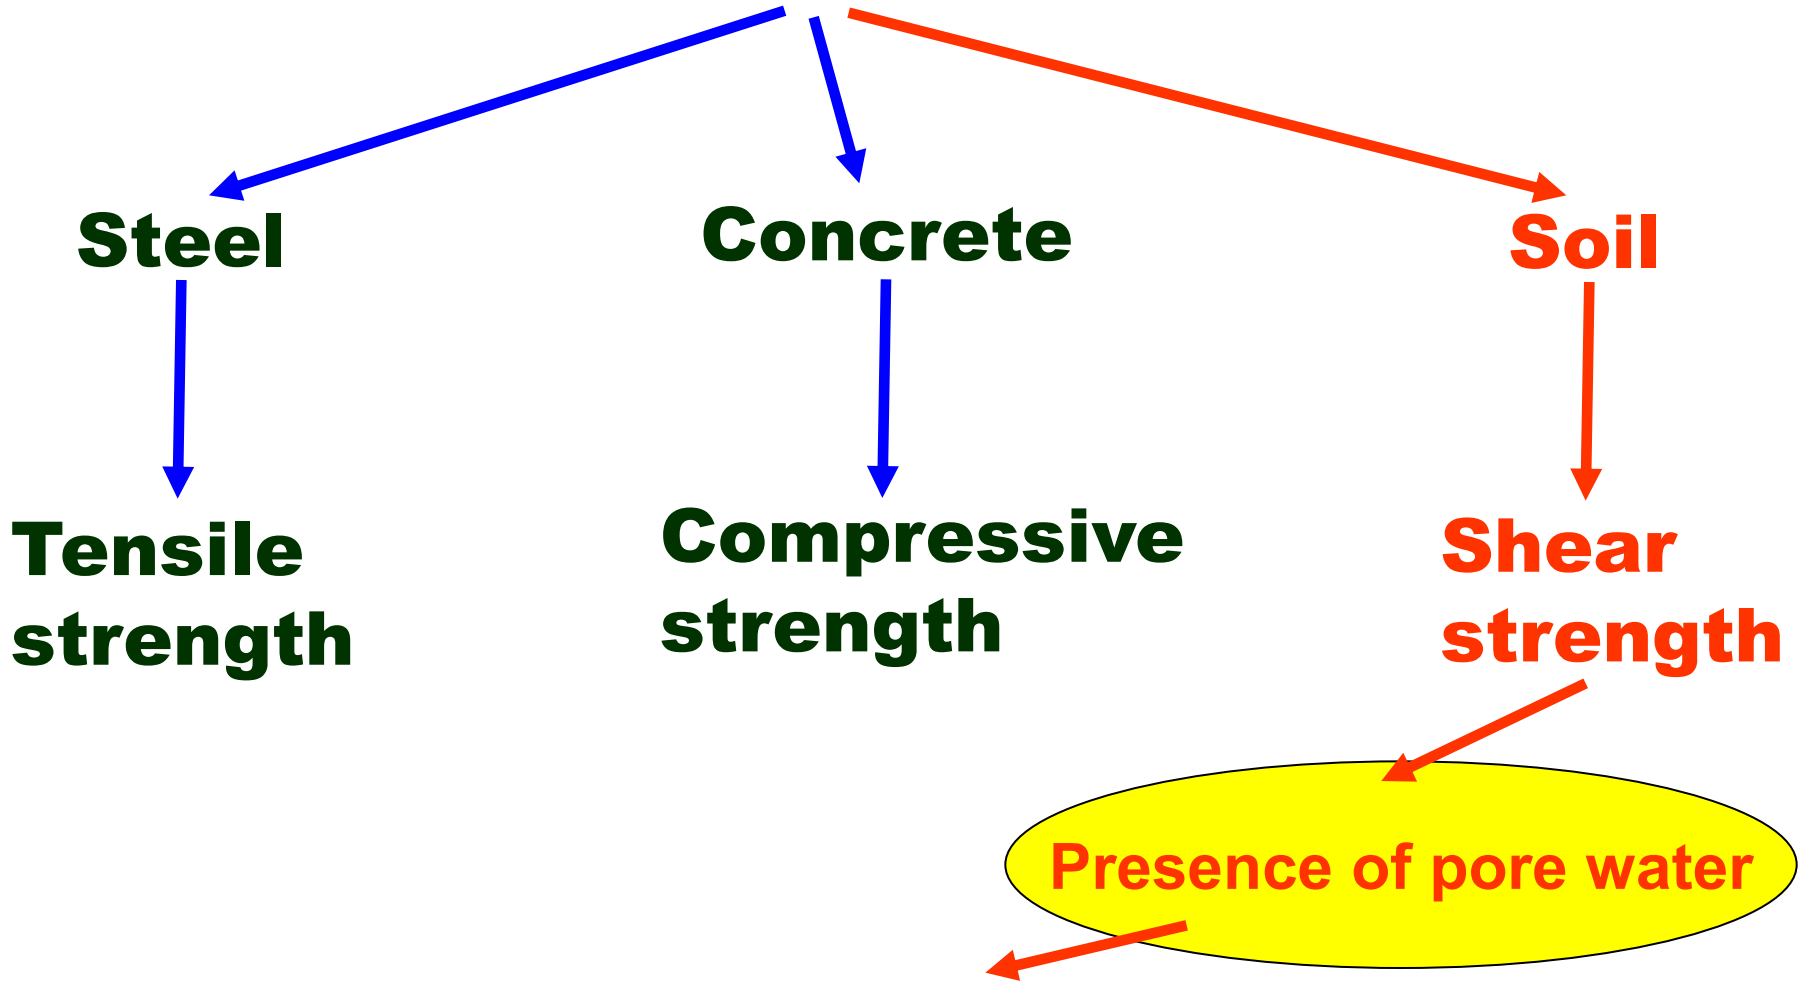 Steel
Concrete
Soil
Tensile
strength
Compressive
strength
Shear
strength
Presence of pore water